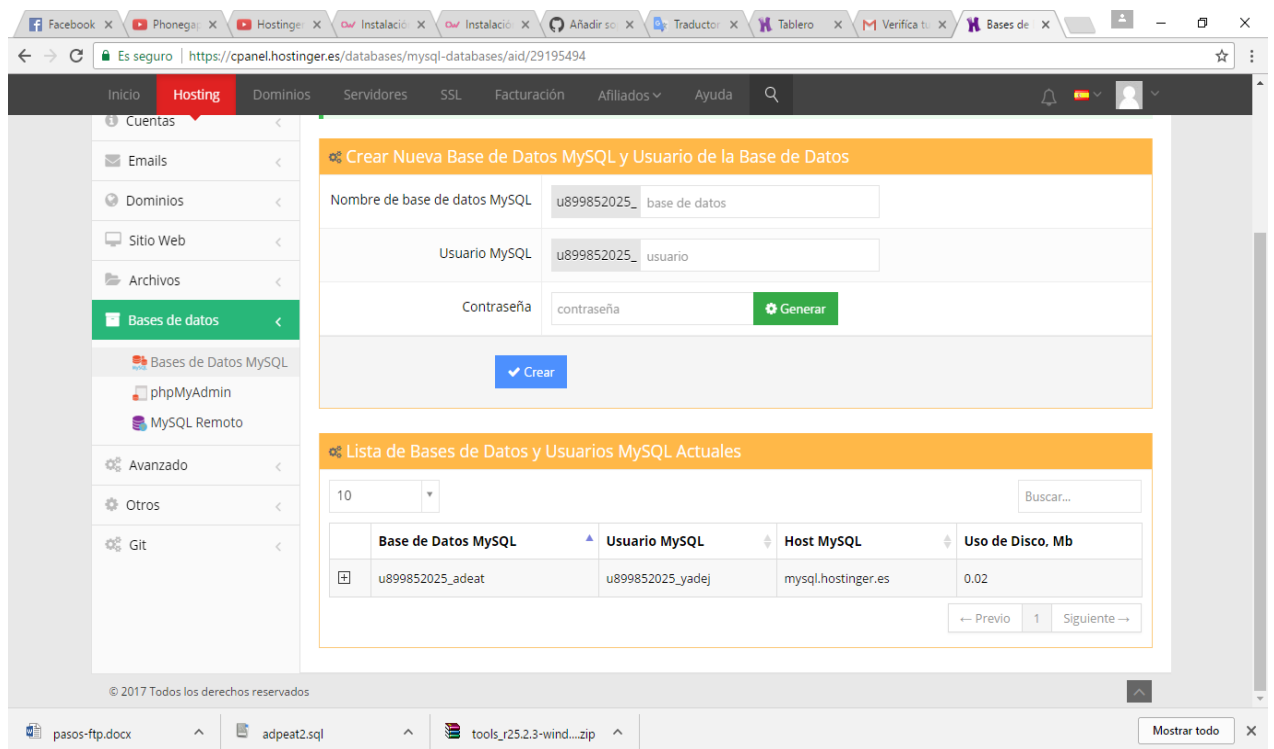 Facebook
Phonegap
Hostinger
Instalació
Instalació
Añadir so
Traductor
Tablero
Verifica tu
Bases de
Es seguro | https://cpanel.hostinger.es/databases/mysql-databases/aid/29195494
Inicio Hosting Dominios Servidores SSL Facturación Afiliados Ayuda
Cuentas
Emails
Dominios
Sitio Web
Archivos
Bases de datos
Bases de Datos MySQL
phpMyAdmin
MySQL Remoto
Avanzado
Otros
Git
Crear Nueva Base de Datos MySQL y Usuario de la Base de Datos
Nombre de base de datos MySQL u899852025_ base de datos
Usuario MySQL u899852025_ usuario
Contraseña contraseña Generar
Crear
Lista de Bases de Datos y Usuarios MySQL Actuales
10 Buscar...
Base de Datos MySQL Usuario MySQL Host MySQL Uso de Disco, Mb
u899852025_adeat u899852025_yadej mysql.hostinger.es 0.02
← Previo 1 Siguiente →
© 2017 Todos los derechos reservados
pasos-ftp.docx adpeat2.sql tools_r25.2.3-wind....zip Mostrar todo